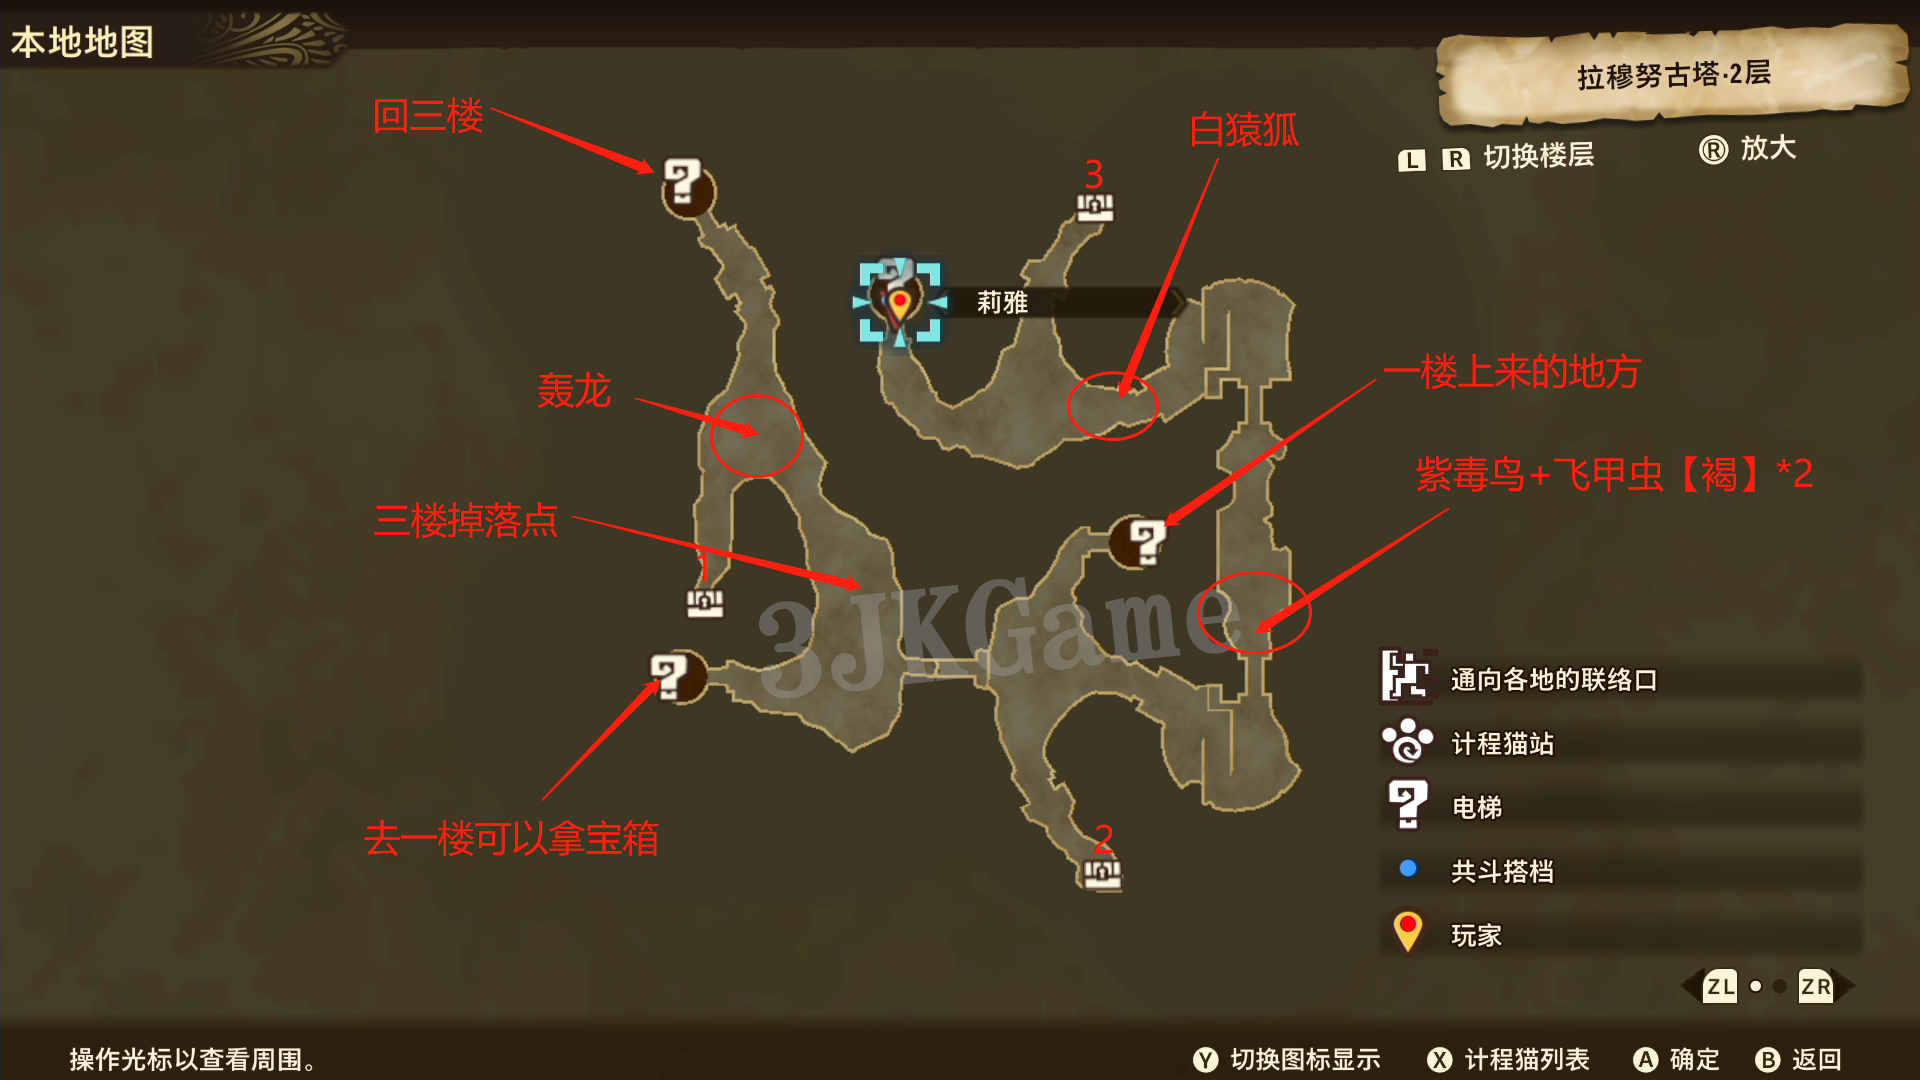 本地地图
拉穆努古塔·2层
L R 切换楼层
R 放大
回三楼
白猿狐
3
莉雅
轰龙
一楼上来的地方
紫毒鸟+飞甲虫【褐】*2
三楼掉落点
1
3JKGame
去一楼可以拿宝箱
2
通向各地的联络口
计程猫站
电梯
共斗搭档
玩家
ZL ZR
操作光标以查看周围。
Y 切换图标显示 X 计程猫列表 A 确定 B 返回